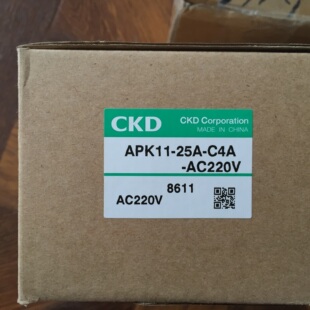 CKD
CKD Corporation
MADE IN CHINA
APK11-25A-C4A
-AC220V
8611
AC220V